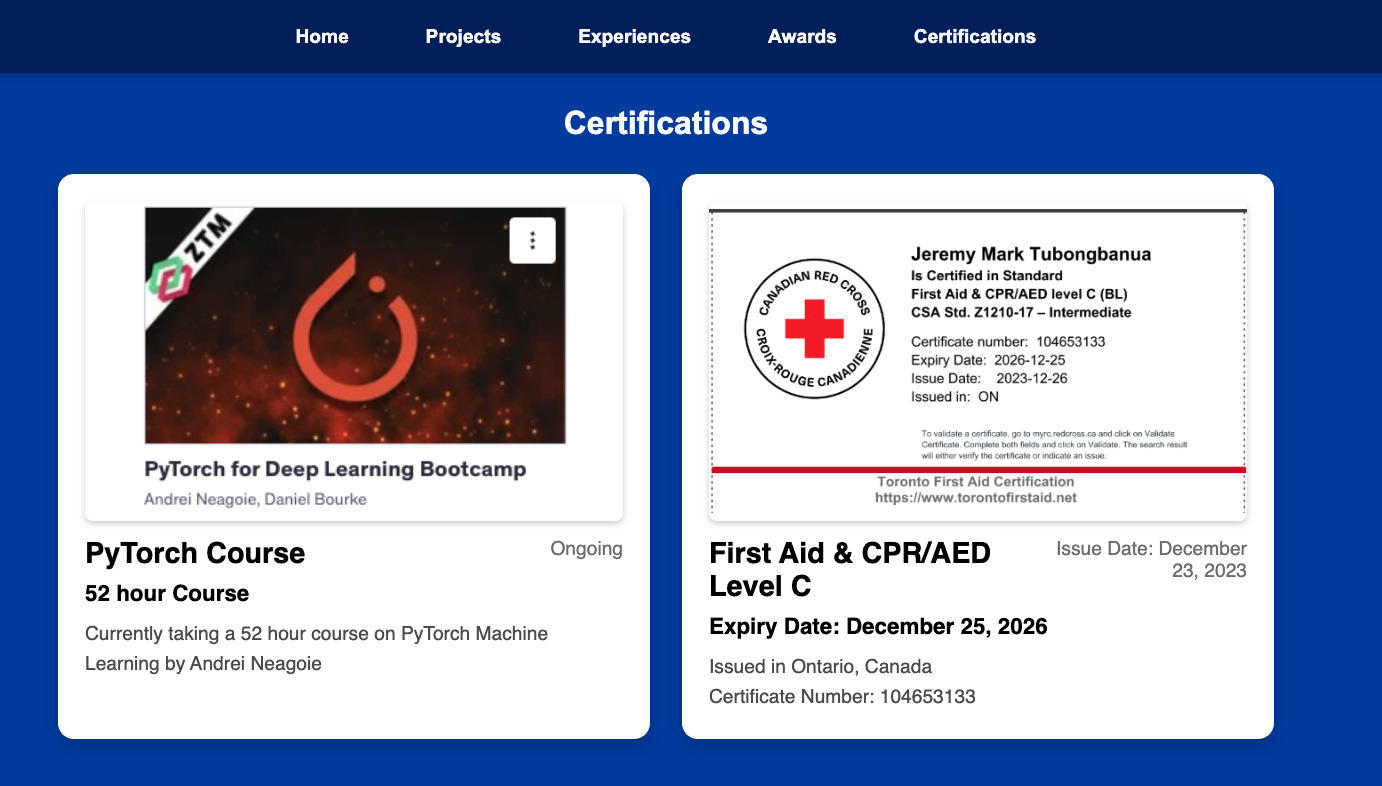 Home Projects Experiences Awards Certifications
Certifications
ZTM
PyTorch for Deep Learning Bootcamp
Andrei Neagoie, Daniel Bourke
PyTorch Course
Ongoing
52 hour Course
Currently taking a 52 hour course on PyTorch Machine
Learning by Andrei Neagoie
CANADIAN RED CROSS
CROIX-ROUGE CANADIENNE
Jeremy Mark Tubongbanua
Is Certified in Standard
First Aid & CPR/AED level C (BL)
CSA Std. Z1210-17 – Intermediate
Certificate number: 104653133
Expiry Date: 2026-12-25
Issue Date: 2023-12-26
Issued in: ON
To validate a certificate, go to myrc.redcross.ca and click on Validate
Certificate. Complete both fields and click on Validate. The search result
will either verify the certificate or indicate an issue.
Toronto First Aid Certification
https://www.torontofirstaid.net
First Aid & CPR/AED
Level C
Issue Date: December
23, 2023
Expiry Date: December 25, 2026
Issued in Ontario, Canada
Certificate Number: 104653133